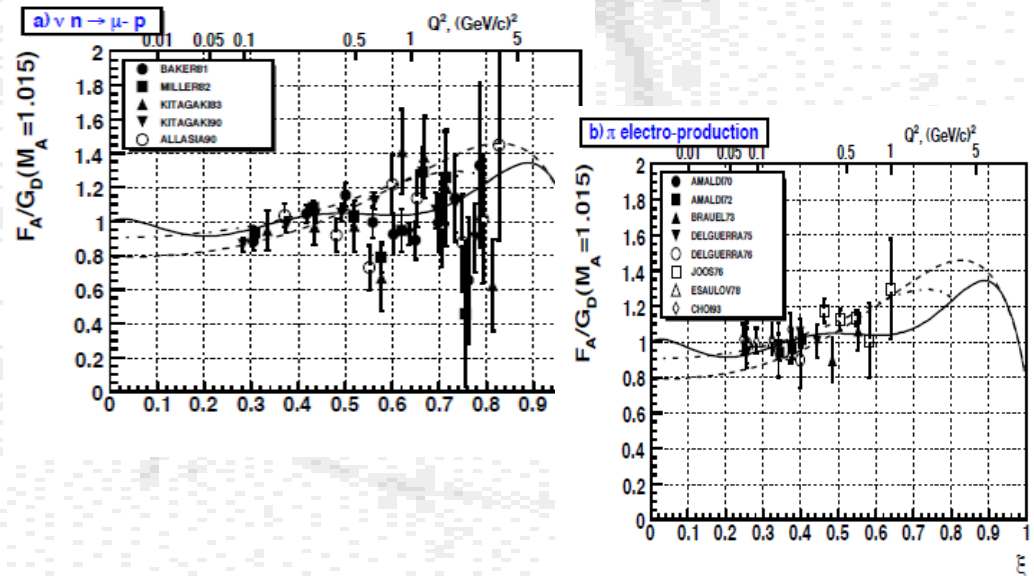 a) ν n → μ- p
Q², (GeV/c)²
0.01 0.05 0.1 0.5 1 5
F_A/G_D(M_A=1.015)
2
1.8
1.6
1.4
1.2
1
0.8
0.6
0.4
0.2
0
BAKER81
MILLER82
KITAGAKI83
KITAGAKI90
ALLASIA90
0 0.1 0.2 0.3 0.4 0.5 0.6 0.7 0.8 0.9
b) π electro-production
Q², (GeV/c)²
0.01 0.05 0.1 0.5 1 5
F_A/G_D(M_A=1.015)
2
1.8
1.6
1.4
1.2
1
0.8
0.6
0.4
0.2
0
AMALDI70
AMALDI72
BRAUEL73
DELGUERRA75
DELGUERRA76
JOOS76
ESAULOV78
CHOI93
0 0.1 0.2 0.3 0.4 0.5 0.6 0.7 0.8 0.9 1
ξ